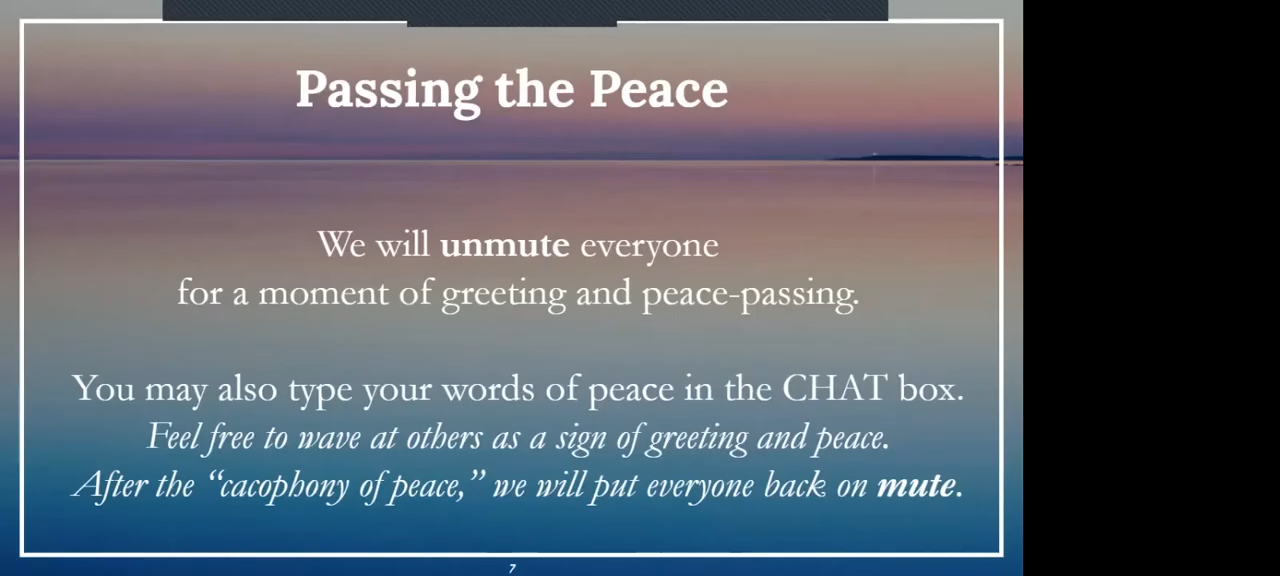 Passing the Peace
We will unmute everyone
for a moment of greeting and peace-passing.
You may also type your words of peace in the CHAT box.
Feel free to wave at others as a sign of greeting and peace.
After the “cacophony of peace,” we will put everyone back on mute.
7